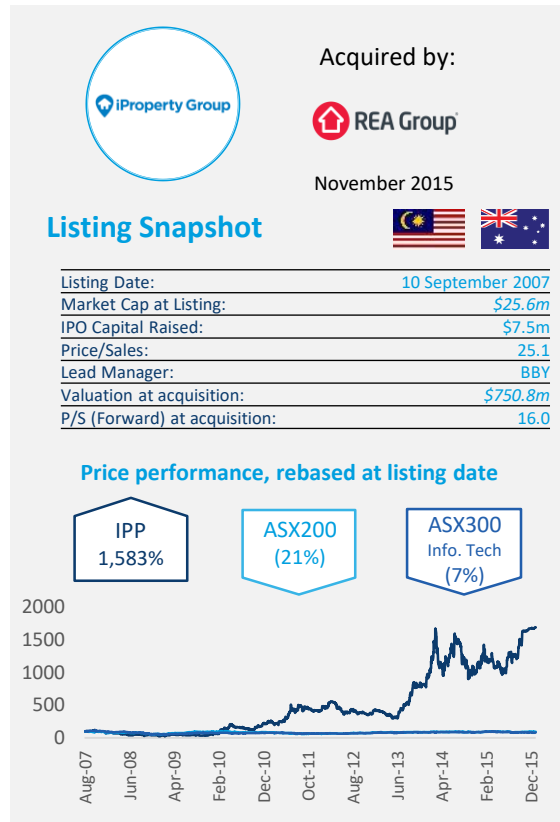 Acquired by:
iProperty Group
REA Group
November 2015
Listing Snapshot
Listing Date: 10 September 2007
Market Cap at Listing: $25.6m
IPO Capital Raised: $7.5m
Price/Sales: 25.1
Lead Manager: BBY
Valuation at acquisition: $750.8m
P/S (Forward) at acquisition: 16.0
Price performance, rebased at listing date
IPP
1,583%
ASX200
(21%)
ASX300
Info. Tech
(7%)
2000
1500
1000
500
0
Aug-07
Jun-08
Apr-09
Feb-10
Dec-10
Oct-11
Aug-12
Jun-13
Apr-14
Feb-15
Dec-15